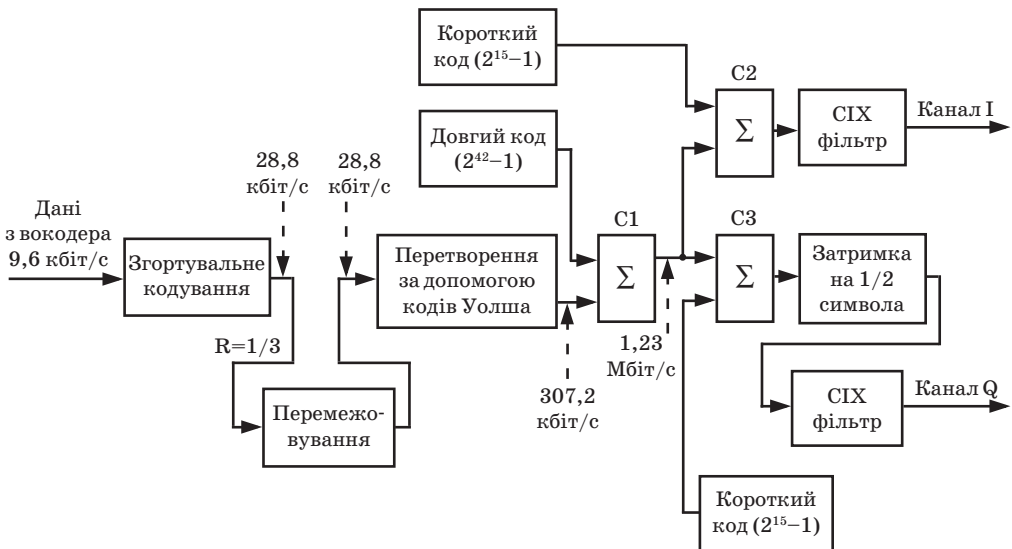 Короткий
код (2¹⁵–1)
C2
Σ
СІХ
фільтр
Канал I
Довгий код
(2⁴²–1)
28,8
кбіт/с
28,8
кбіт/с
Дані
з вокодера
9,6 кбіт/с
Згортувальне
кодування
Перетворення
за допомогою
кодів Уолша
C1
Σ
C3
Σ
Затримка
на 1/2
символа
R=1/3
1,23
Мбіт/с
307,2
кбіт/с
Перемежо-
вування
СІХ
фільтр
Канал Q
Короткий
код (2¹⁵–1)